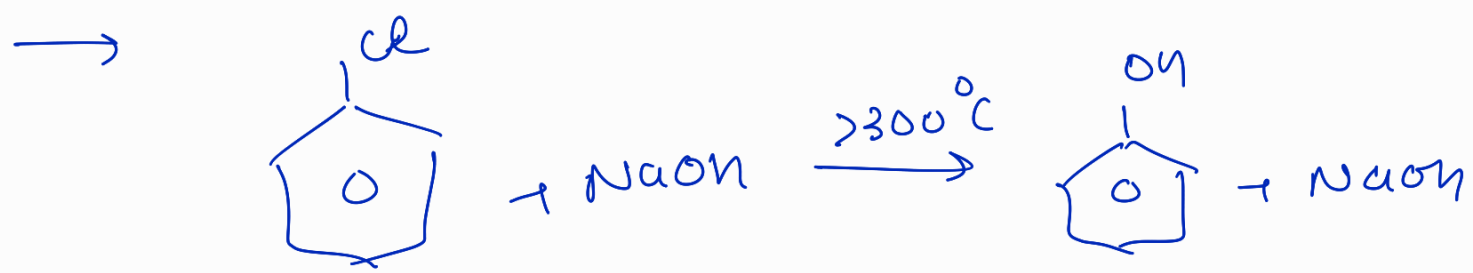 Cl
>300°C
OH
+ NaOH
+ NaOH